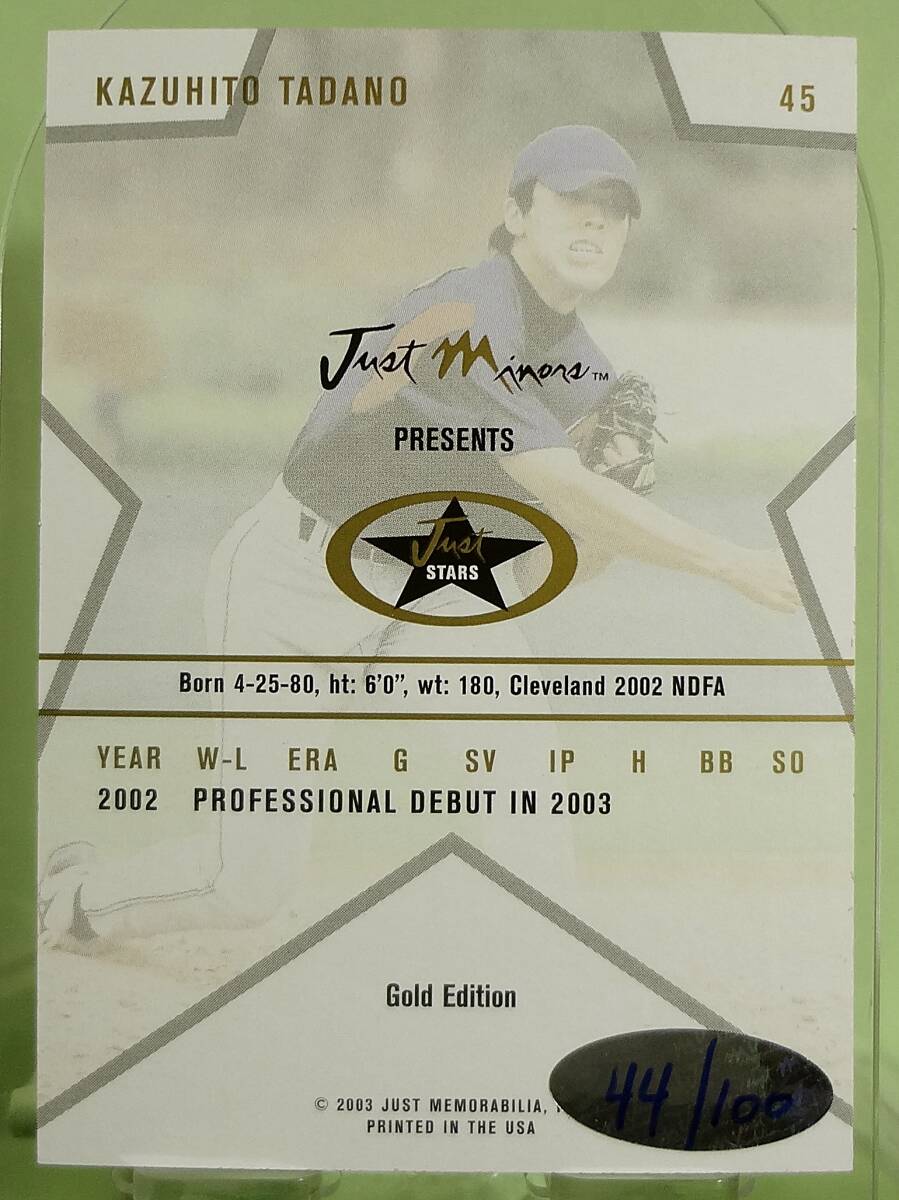 KAZUHITO TADANO
45
Just Minors™
PRESENTS
Just
STARS
Born 4-25-80, ht: 6'0", wt: 180, Cleveland 2002 NDFA
YEAR W-L ERA G SV IP H BB SO
2002 PROFESSIONAL DEBUT IN 2003
Gold Edition
44/100
© 2003 JUST MEMORABILIA,
PRINTED IN THE USA